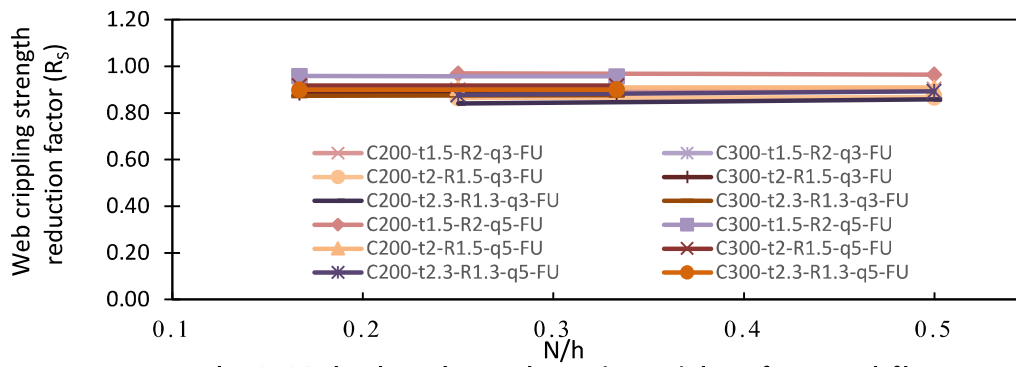 Web crippling strength
reduction factor (RS)
1.20
1.00
0.80
0.60
0.40
0.20
0.00
C200-t1.5-R2-q3-FU
C300-t1.5-R2-q3-FU
C200-t2-R1.5-q3-FU
C300-t2-R1.5-q3-FU
C200-t2.3-R1.3-q3-FU
C300-t2.3-R1.3-q3-FU
C200-t1.5-R2-q5-FU
C300-t1.5-R2-q5-FU
C200-t2-R1.5-q5-FU
C300-t2-R1.5-q5-FU
C200-t2.3-R1.3-q5-FU
C300-t2.3-R1.3-q5-FU
0.1
0.2
0.3
0.4
0.5
N/h